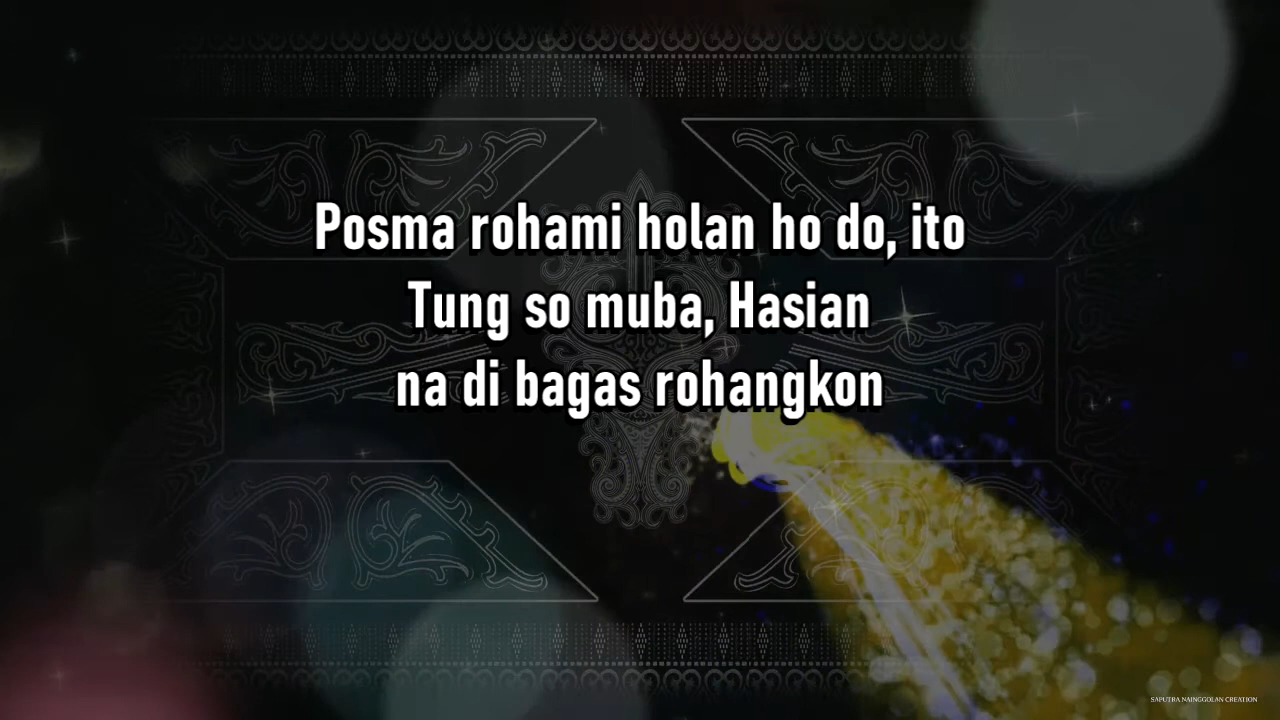 Posma rohami holan ho do, ito
Tung so muba, Hasian
na di bagas rohangkon
SAPUTRA NAINGGOLAN CREATION